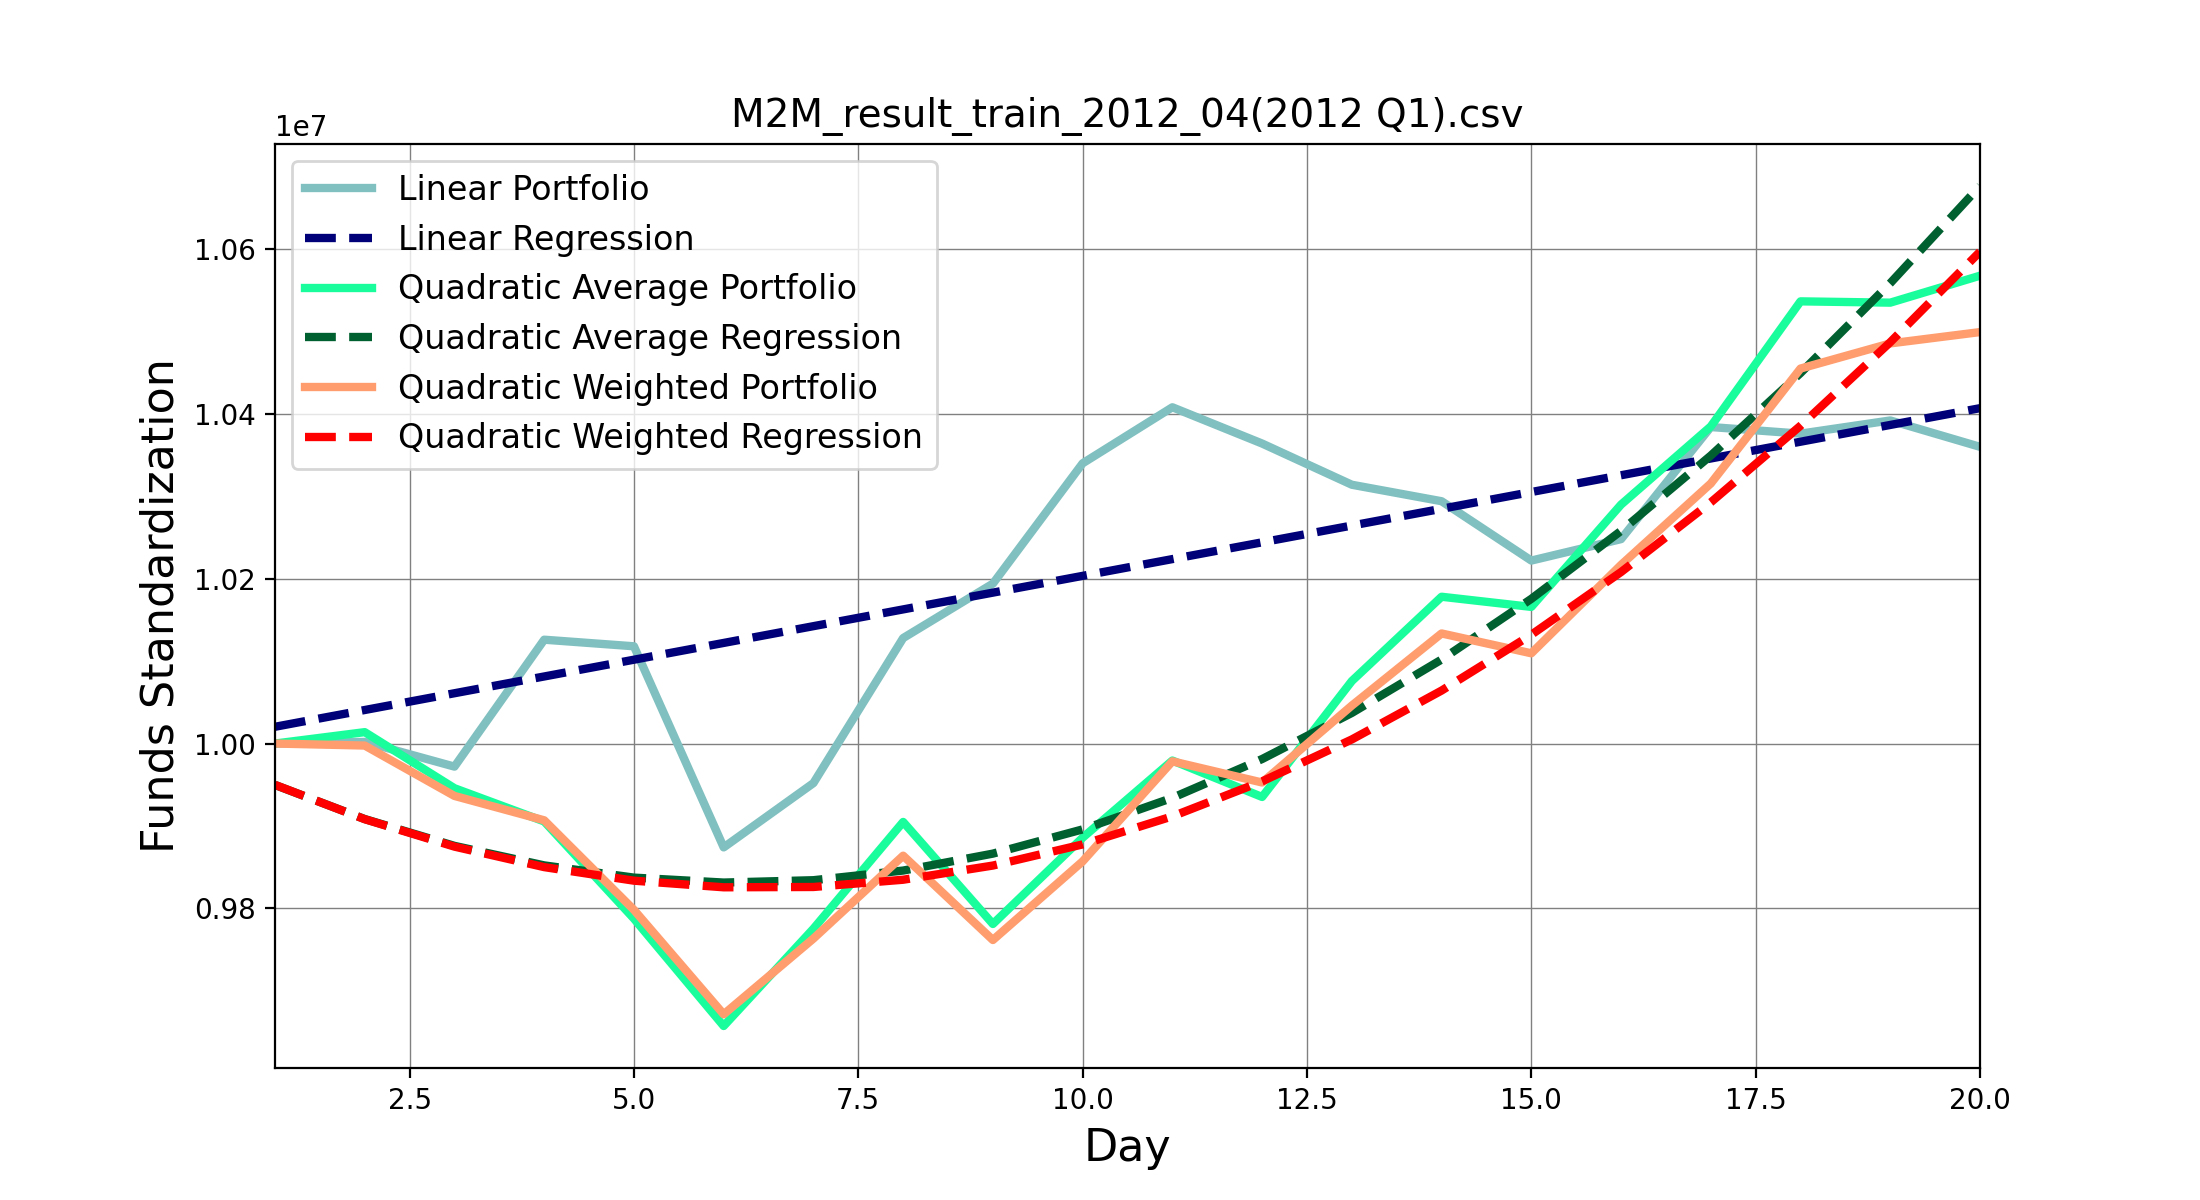 M2M_result_train_2012_04(2012 Q1).csv
1e7
Linear Portfolio
Linear Regression
Quadratic Average Portfolio
Quadratic Average Regression
Quadratic Weighted Portfolio
Quadratic Weighted Regression
1.06
1.04
1.02
1.00
0.98
Funds Standardization
2.5 5.0 7.5 10.0 12.5 15.0 17.5 20.0
Day